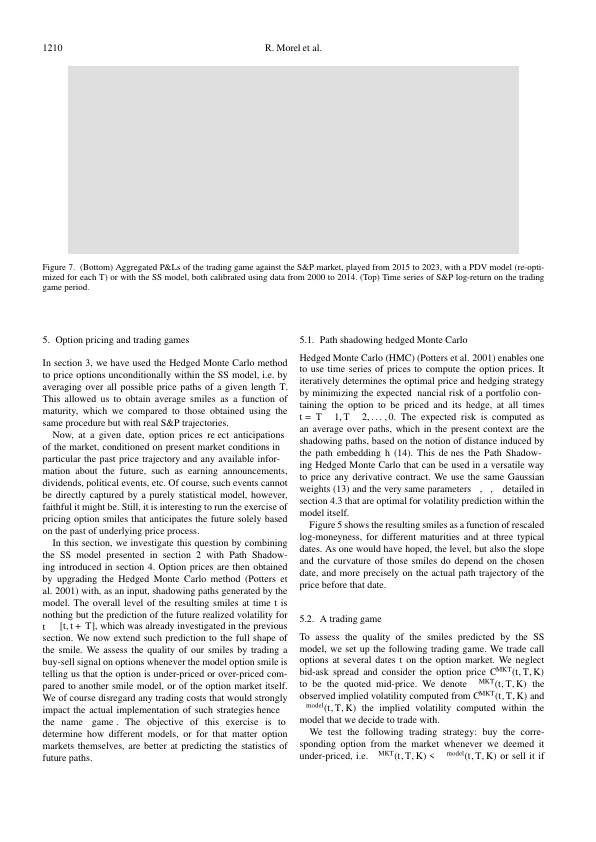 1210
R. Morel et al.
Figure 7. (Bottom) Aggregated P&Ls of the trading game against the S&P market, played from 2015 to 2023, with a PDV model (re-opti-
mized for each T) or with the SS model, both calibrated using data from 2000 to 2014. (Top) Time series of S&P log-return on the trading
game period.
5. Option pricing and trading games
In section 3, we have used the Hedged Monte Carlo method
to price options unconditionally within the SS model, i.e. by
averaging over all possible price paths of a given length T.
This allowed us to obtain average smiles as a function of
maturity, which we compared to those obtained using the
same procedure but with real S&P trajectories.
Now, at a given date, option prices re ect anticipations
of the market, conditioned on present market conditions in
particular the past price trajectory and any available infor-
mation about the future, such as earning announcements,
dividends, political events, etc. Of course, such events cannot
be directly captured by a purely statistical model, however,
faithful it might be. Still, it is interesting to run the exercise of
pricing option smiles that anticipates the future solely based
on the past of underlying price process.
In this section, we investigate this question by combining
the SS model presented in section 2 with Path Shadow-
ing introduced in section 4. Option prices are then obtained
by upgrading the Hedged Monte Carlo method (Potters et
al. 2001) with, as an input, shadowing paths generated by the
model. The overall level of the resulting smiles at time t is
nothing but the prediction of the future realized volatility for
t [t, t + T], which was already investigated in the previous
section. We now extend such prediction to the full shape of
the smile. We assess the quality of our smiles by trading a
buy-sell signal on options whenever the model option smile is
telling us that the option is under-priced or over-priced com-
pared to another smile model, or of the option market itself.
We of course disregard any trading costs that would strongly
impact the actual implementation of such strategies hence
the name game . The objective of this exercise is to
determine how different models, or for that matter option
markets themselves, are better at predicting the statistics of
future paths.
5.1. Path shadowing hedged Monte Carlo
Hedged Monte Carlo (HMC) (Potters et al. 2001) enables one
to use time series of prices to compute the option prices. It
iteratively determines the optimal price and hedging strategy
by minimizing the expected nancial risk of a portfolio con-
taining the option to be priced and its hedge, at all times
t = T 1, T 2, . . . , 0. The expected risk is computed as
an average over paths, which in the present context are the
shadowing paths, based on the notion of distance induced by
the path embedding h (14). This de nes the Path Shadow-
ing Hedged Monte Carlo that can be used in a versatile way
to price any derivative contract. We use the same Gaussian
weights (13) and the very same parameters , , detailed in
section 4.3 that are optimal for volatility prediction within the
model itself.
Figure 5 shows the resulting smiles as a function of rescaled
log-moneyness, for different maturities and at three typical
dates. As one would have hoped, the level, but also the slope
and the curvature of those smiles do depend on the chosen
date, and more precisely on the actual path trajectory of the
price before that date.
5.2. A trading game
To assess the quality of the smiles predicted by the SS
model, we set up the following trading game. We trade call
options at several dates t on the option market. We neglect
bid-ask spread and consider the option price C^MKT(t, T, K)
to be the quoted mid-price. We denote ^MKT(t, T, K) the
observed implied volatility computed from C^MKT(t, T, K) and
^model(t, T, K) the implied volatility computed within the
model that we decide to trade with.
We test the following trading strategy: buy the corre-
sponding option from the market whenever we deemed it
under-priced, i.e. ^MKT(t, T, K) < ^model(t, T, K) or sell it if